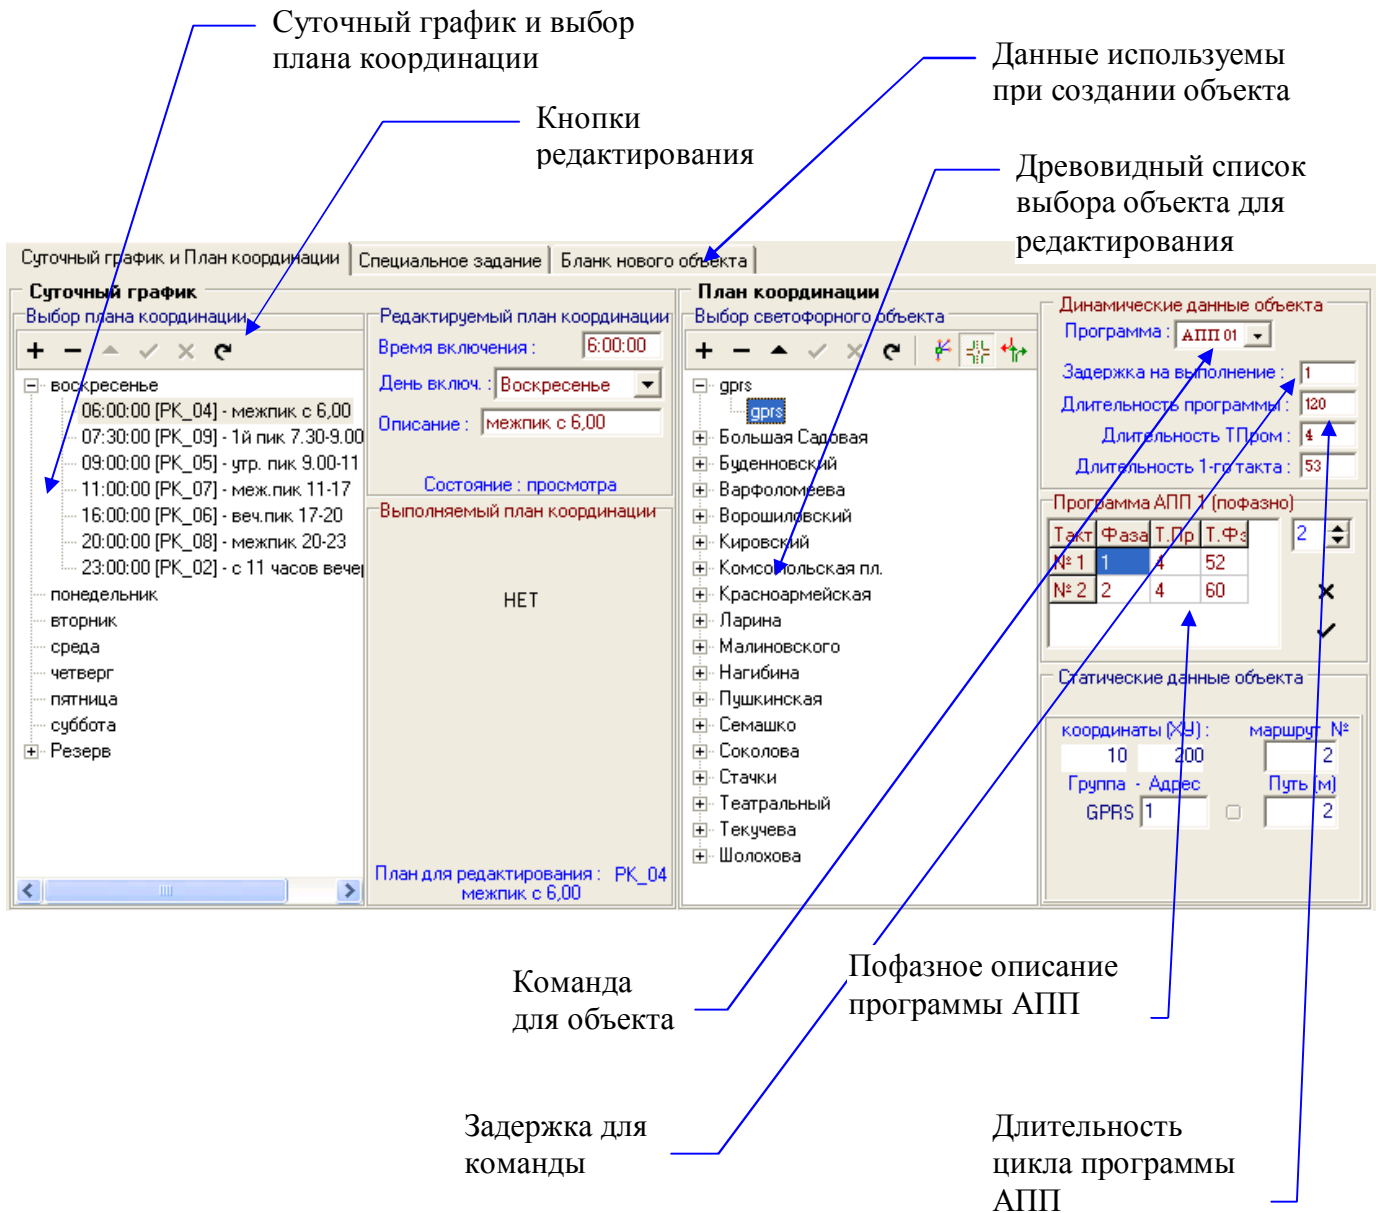 Суточный график и выбор
плана координации
Данные используемы
при создании объекта
Кнопки
редактирования
Древовидный список
выбора объекта для
редактирования
Суточный график и План координации
Специальное задание
Бланк нового объекта
Суточный график
Выбор плана координации
воскресенье
06:00:00 [РК_04] - межпик с 6,00
07:30:00 [РК_09] - 1й пик 7.30-9.00
09:00:00 [РК_05] - утр. пик 9.00-11
11:00:00 [РК_07] - меж.пик 11-17
16:00:00 [РК_06] - веч.пик 17-20
20:00:00 [РК_08] - межпик 20-23
23:00:00 [РК_02] - с 11 часов вечер
понедельник
вторник
среда
четверг
пятница
суббота
Резерв
Редактируемый план координации
Время включения : 6:00:00
День включ. : Воскресенье
Описание : межпик с 6,00
Состояние : просмотра
Выполняемый план координации
НЕТ
План для редактирования : РК_04
межпик с 6,00
План координации
Выбор светофорного объекта
gprs
gprs
Большая Садовая
Буденновский
Варфоломеева
Ворошиловский
Кировский
Комсомольская пл.
Красноармейская
Ларина
Малиновского
Нагибина
Пушкинская
Семашко
Соколова
Стачки
Театральный
Текучева
Шолохова
Динамические данные объекта
Программа : АПП 01
Задержка на выполнение : 1
Длительность программы : 120
Длительность ТПром : 4
Длительность 1-го такта : 53
Программа АПП 1 (пофазно)
Такт Фаза Т.Пр Т.Фз
2
№ 1 1 4 52
№ 2 2 4 60
Статические данные объекта
координаты (ХУ) : маршрут №
10 200 2
Группа - Адрес Путь (м)
GPRS 1 2
Команда
для объекта
Пофазное описание
программы АПП
Задержка для
команды
Длительность
цикла программы
АПП